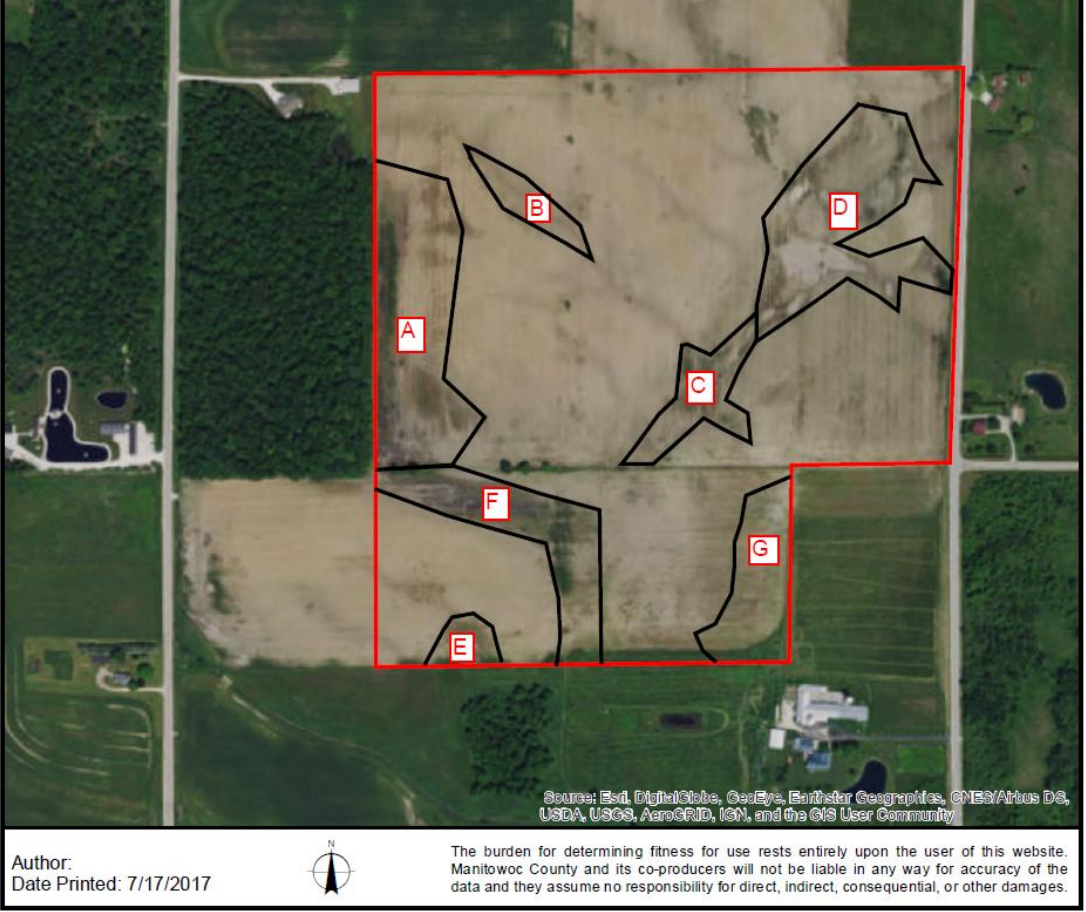 B
D
A
C
F
G
E
Source: Esri, DigitalGlobe, GeoEye, Earthstar Geographics, CNES/Airbus DS,
USDA, USGS, AeroGRID, IGN, and the GIS User Community
N
Author:
Date Printed: 7/17/2017
The burden for determining fitness for use rests entirely upon the user of this website.
Manitowoc County and its co-producers will not be liable in any way for accuracy of the
data and they assume no responsibility for direct, indirect, consequential, or other damages.